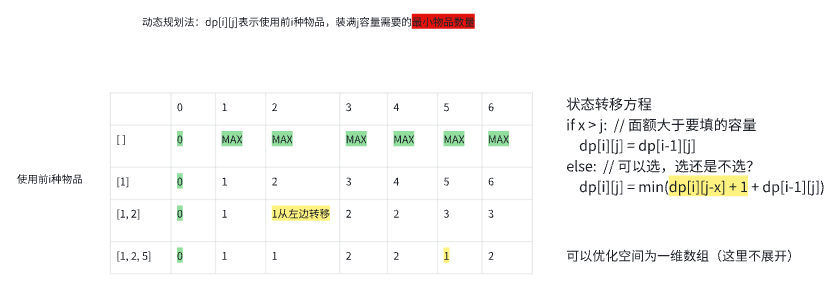 动态规划法：dp[i][j]表示使用前i种物品，装满j容量需要的最小物品数量
0 1 2 3 4 5 6
[ ] 0 MAX MAX MAX MAX MAX MAX
使用前i种物品
[1] 0 1 2 3 4 5 6
[1, 2] 0 1 1从左边转移 2 2 3 3
[1, 2, 5] 0 1 1 2 2 1 2
状态转移方程
if x > j:  // 面额大于要填的容量
dp[i][j] = dp[i-1][j]
else:  // 可以选，选还是不选？
dp[i][j] = min(dp[i][j-x] + 1 + dp[i-1][j])
可以优化空间为一维数组（这里不展开）